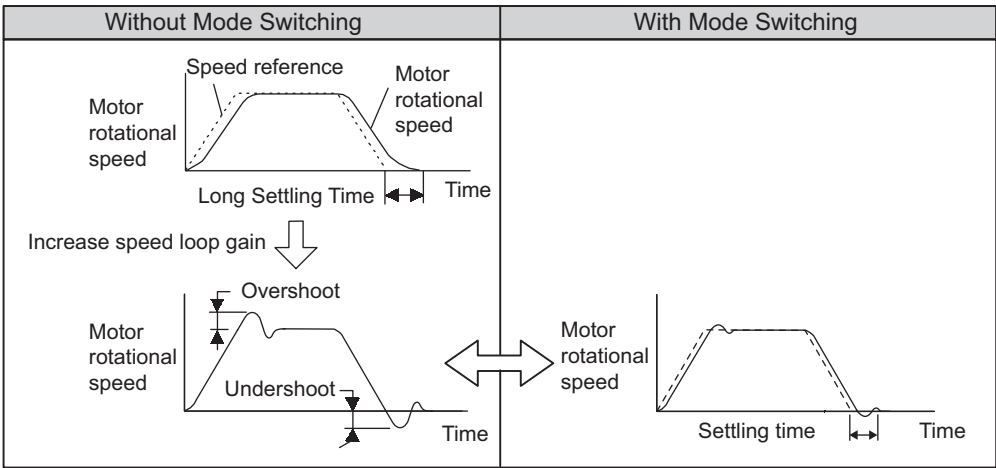 Without Mode Switching
With Mode Switching
Speed reference
Motor
rotational
speed
Motor
rotational
speed
Long Settling Time
Time
Increase speed loop gain
Overshoot
Motor
rotational
speed
Undershoot
Time
Motor
rotational
speed
Settling time
Time